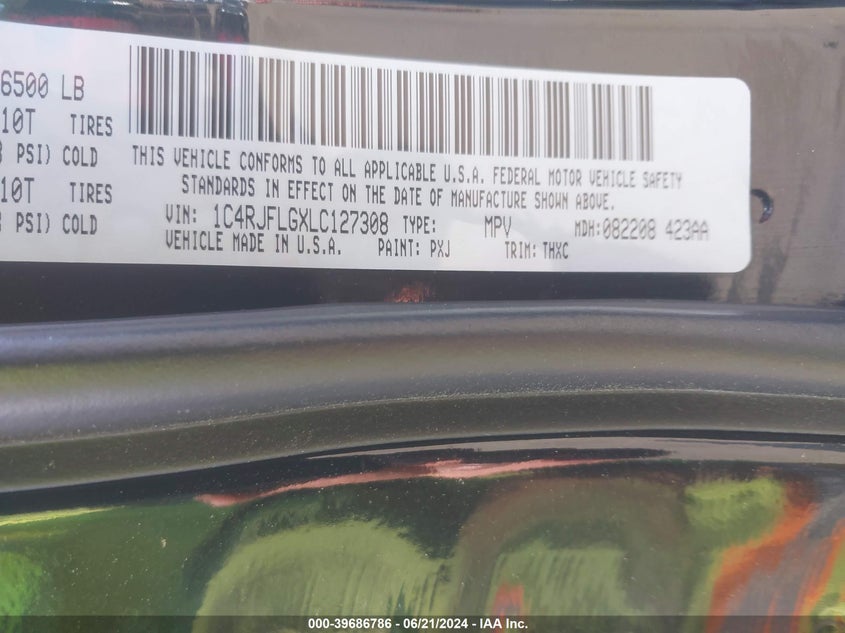 6500 LB
10T TIRES
PSI) COLD
10T TIRES
PSI) COLD
THIS VEHICLE CONFORMS TO ALL APPLICABLE U.S.A. FEDERAL MOTOR VEHICLE SAFETY
STANDARDS IN EFFECT ON THE DATE OF MANUFACTURE SHOWN ABOVE.
VIN: 1C4RJFLGXLC127308 TYPE: MPV MDH:082208 423AA
VEHICLE MADE IN U.S.A. PAINT: PXJ TRIM: THXC
000-39686786 - 06/21/2024 - IAA Inc.